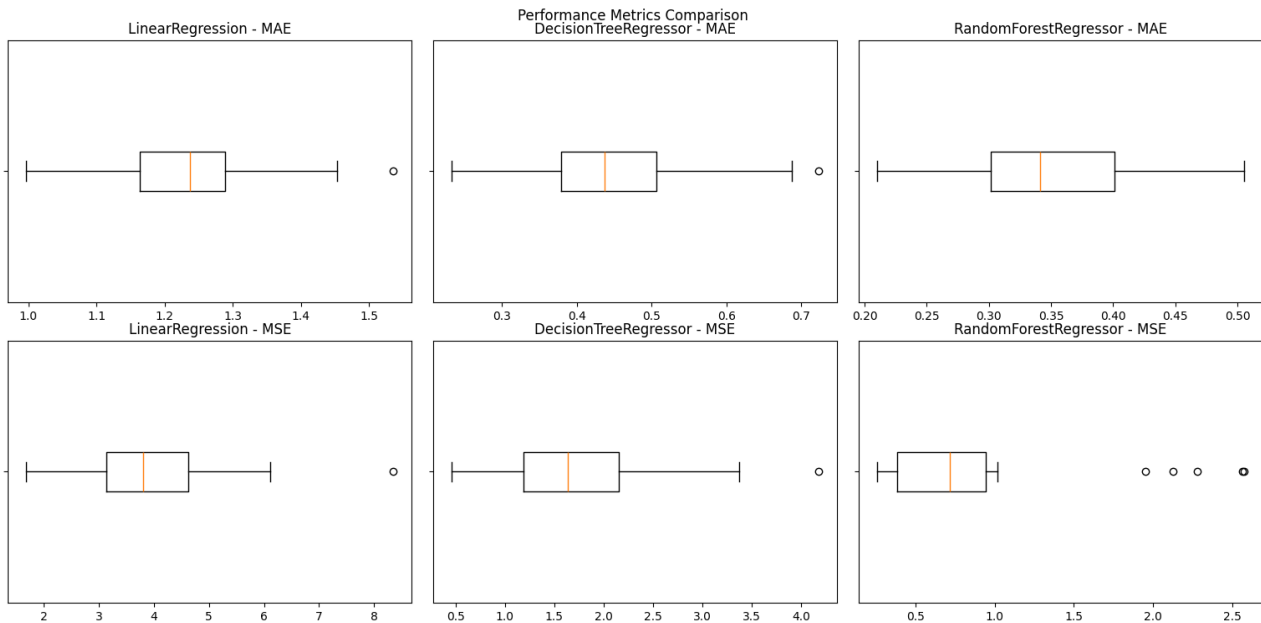 Performance Metrics Comparison
LinearRegression - MAE
DecisionTreeRegressor - MAE
RandomForestRegressor - MAE
1.0 1.1 1.2 1.3 1.4 1.5
0.3 0.4 0.5 0.6 0.7
0.20 0.25 0.30 0.35 0.40 0.45 0.50
LinearRegression - MSE
DecisionTreeRegressor - MSE
RandomForestRegressor - MSE
2 3 4 5 6 7 8
0.5 1.0 1.5 2.0 2.5 3.0 3.5 4.0
0.5 1.0 1.5 2.0 2.5